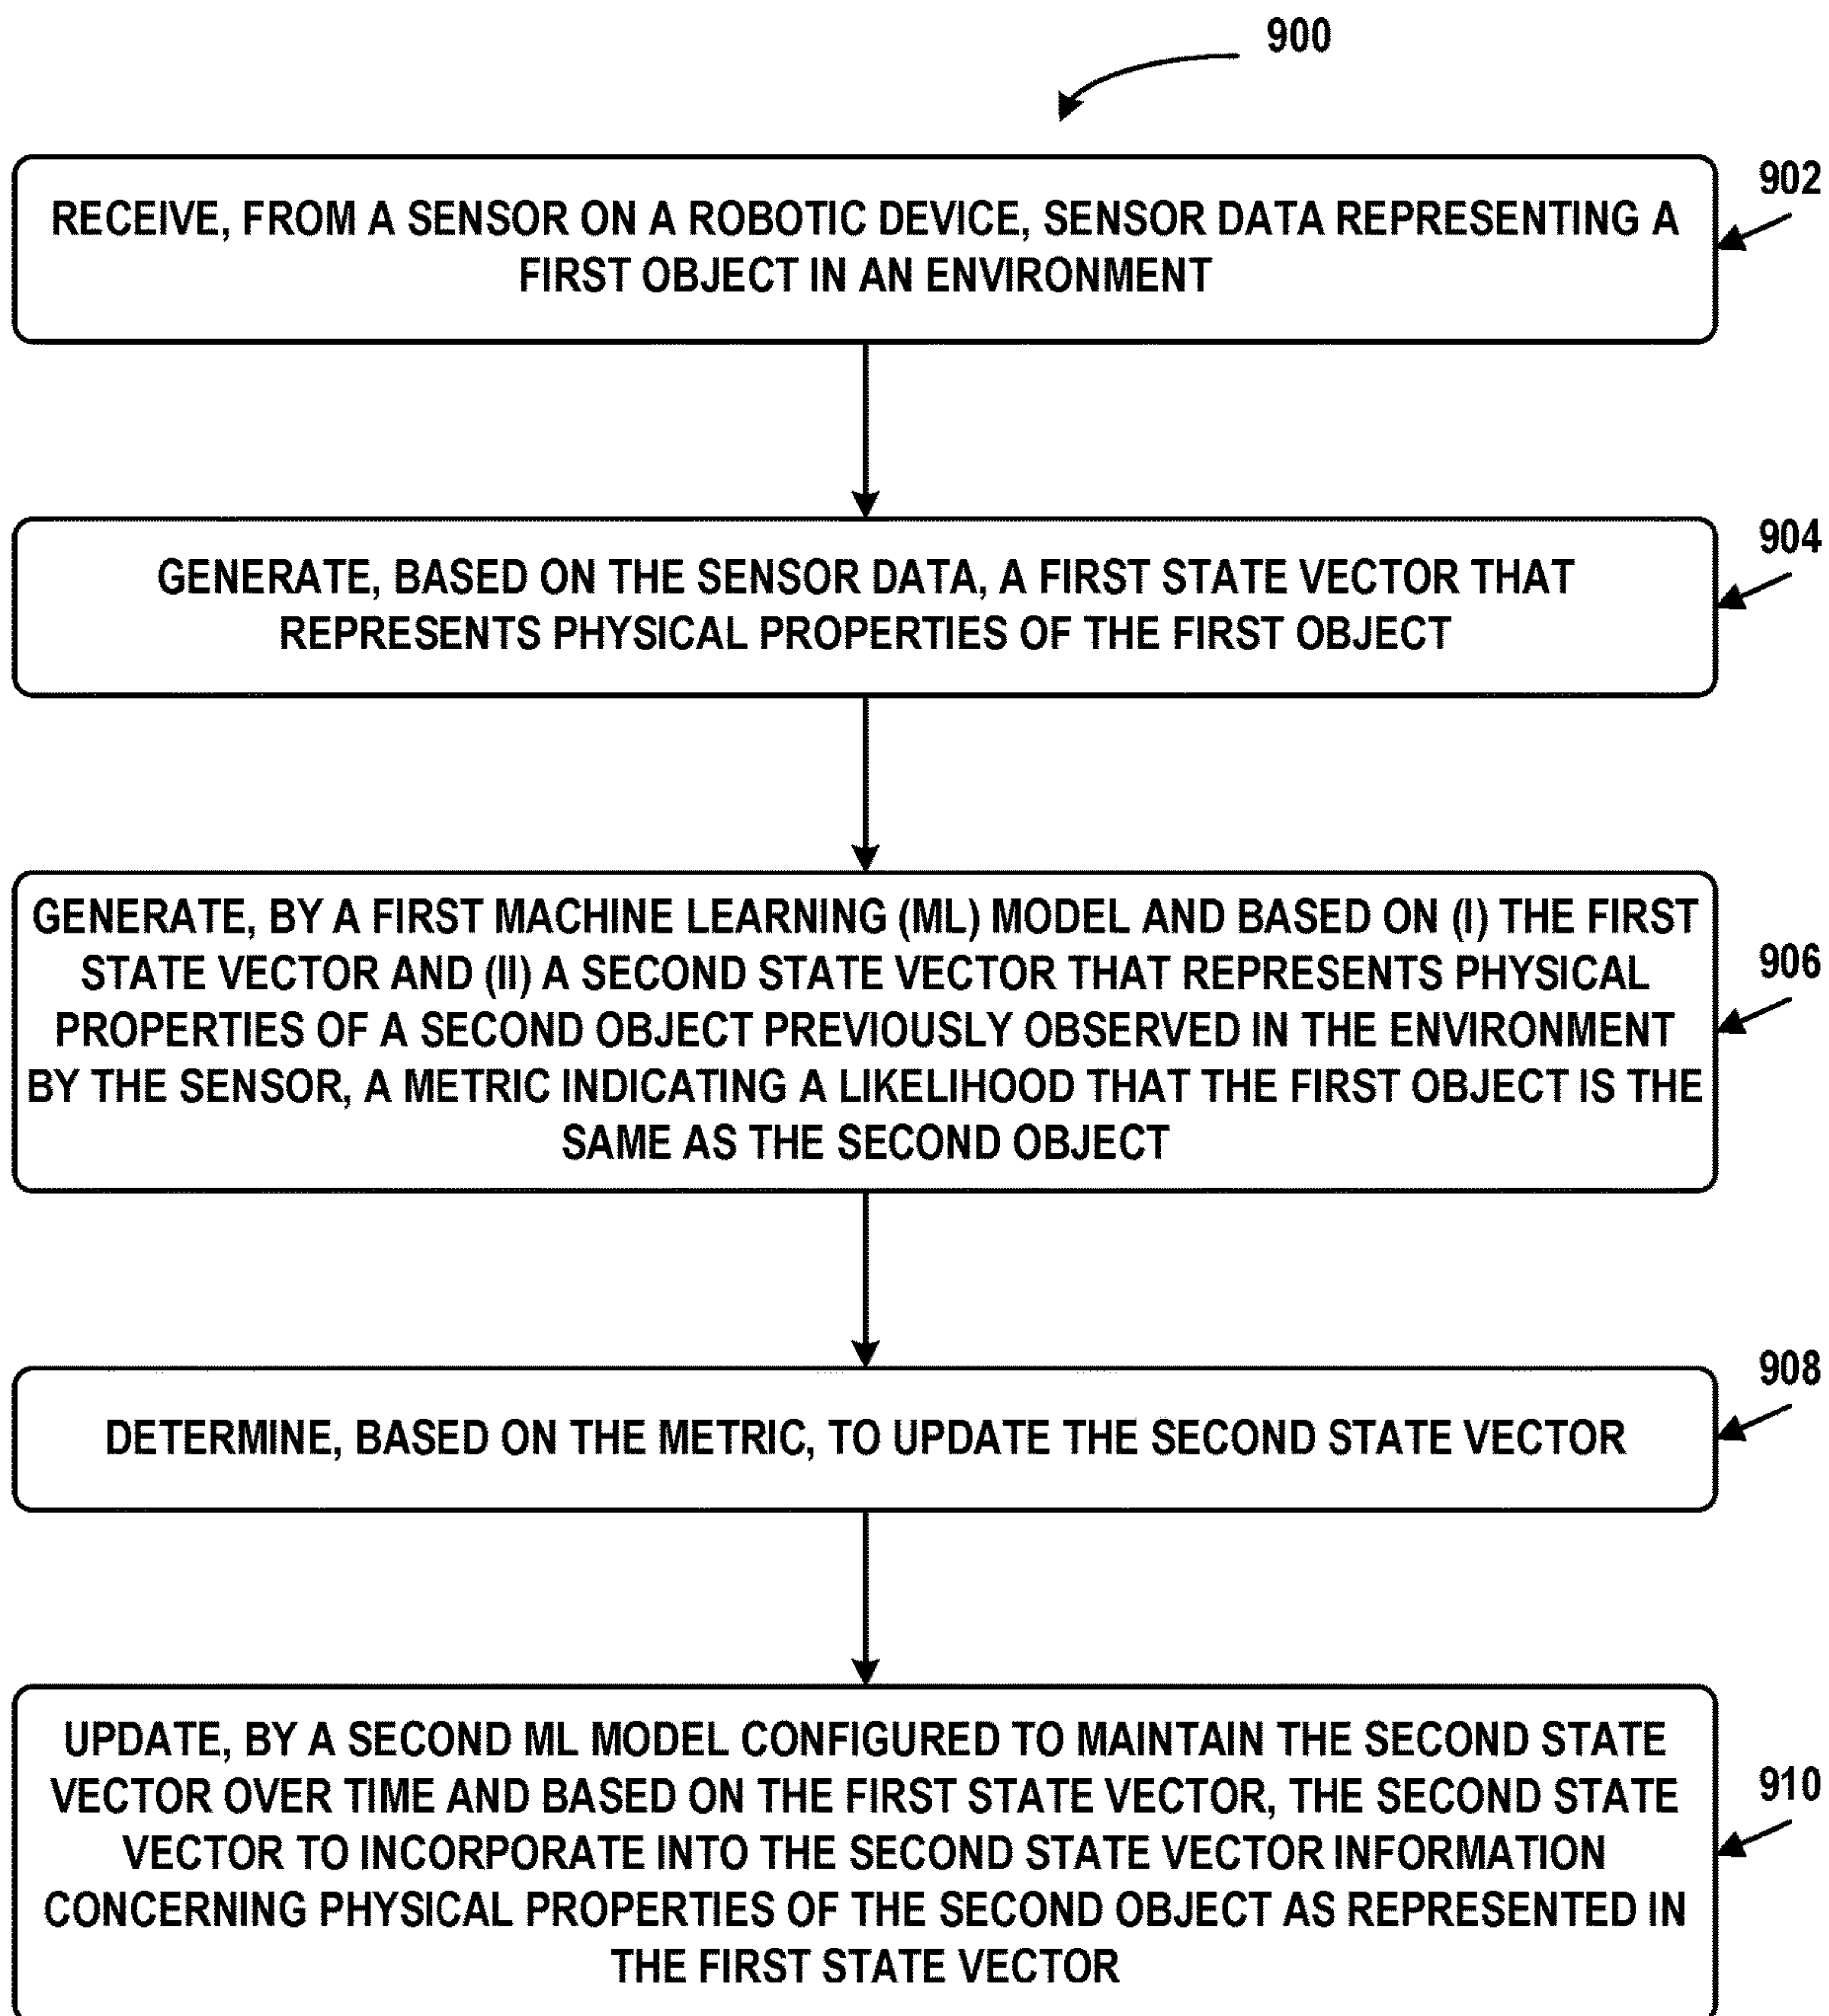 900
902
RECEIVE, FROM A SENSOR ON A ROBOTIC DEVICE, SENSOR DATA REPRESENTING A
FIRST OBJECT IN AN ENVIRONMENT
904
GENERATE, BASED ON THE SENSOR DATA, A FIRST STATE VECTOR THAT
REPRESENTS PHYSICAL PROPERTIES OF THE FIRST OBJECT
906
GENERATE, BY A FIRST MACHINE LEARNING (ML) MODEL AND BASED ON (I) THE FIRST
STATE VECTOR AND (II) A SECOND STATE VECTOR THAT REPRESENTS PHYSICAL
PROPERTIES OF A SECOND OBJECT PREVIOUSLY OBSERVED IN THE ENVIRONMENT
BY THE SENSOR, A METRIC INDICATING A LIKELIHOOD THAT THE FIRST OBJECT IS THE
SAME AS THE SECOND OBJECT
908
DETERMINE, BASED ON THE METRIC, TO UPDATE THE SECOND STATE VECTOR
910
UPDATE, BY A SECOND ML MODEL CONFIGURED TO MAINTAIN THE SECOND STATE
VECTOR OVER TIME AND BASED ON THE FIRST STATE VECTOR, THE SECOND STATE
VECTOR TO INCORPORATE INTO THE SECOND STATE VECTOR INFORMATION
CONCERNING PHYSICAL PROPERTIES OF THE SECOND OBJECT AS REPRESENTED IN
THE FIRST STATE VECTOR